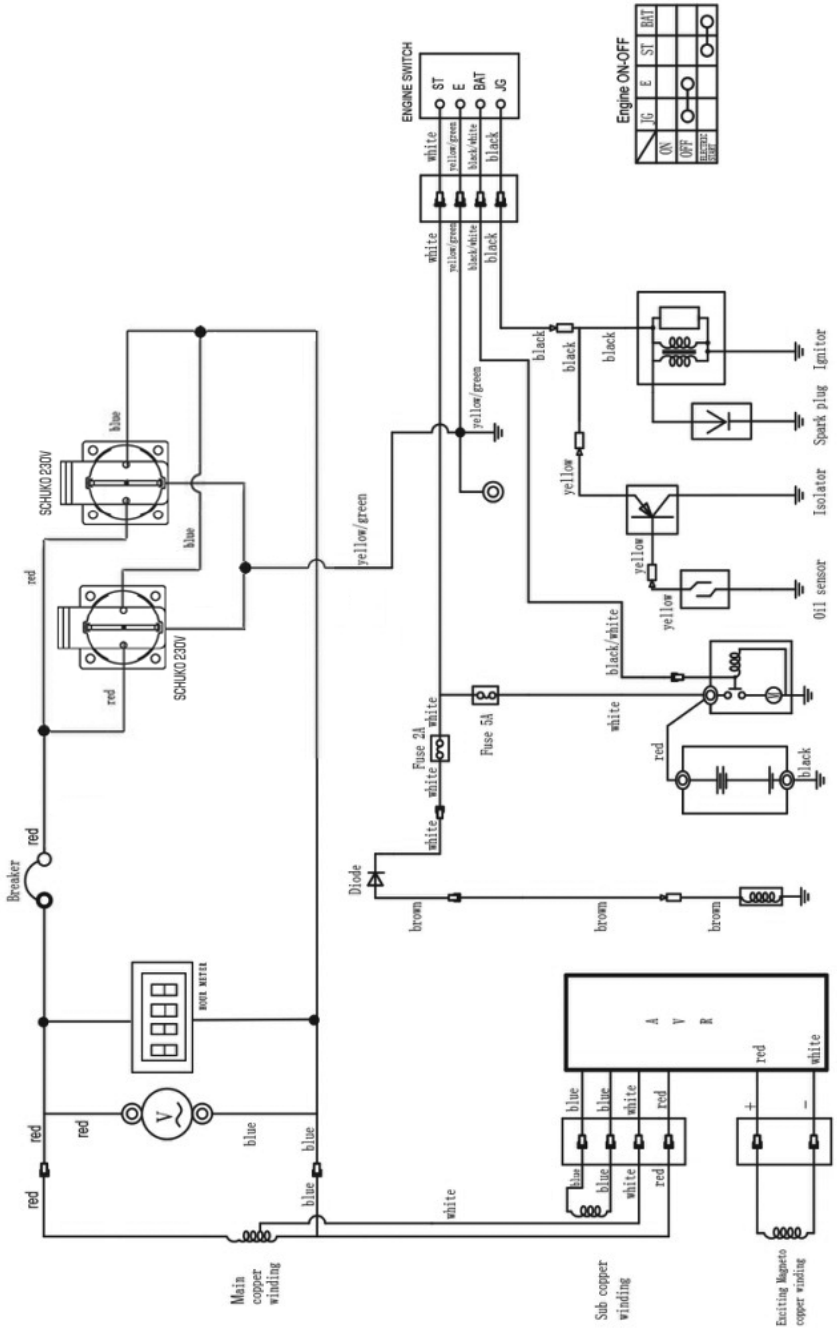 ENGINE SWITCH
ST
E
BAT
JG
white
yellow/green
black/white
black
white
yellow/green
black/white
black
Engine ON-OFF
JG
E
ST
BAT
ON
OFF
ELECTRIC START
SCHUKO 230V
blue
red
SCHUKO 230V
blue
red
yellow/green
yellow/green
black
black
black
Ignitor
Spark plug
yellow
Isolator
yellow
yellow
Oil sensor
black/white
white
Fuse 2A
white
Fuse 5A
white
white
red
black
Diode
brown
brown
brown
Breaker
red
HOUR METER
V
red
red
blue
blue
red
blue
Main
copper
winding
white
A V R
blue
blue
white
red
blue
blue
white
red
Sub copper
winding
red
white
+
-
Exciting Magneto
copper winding